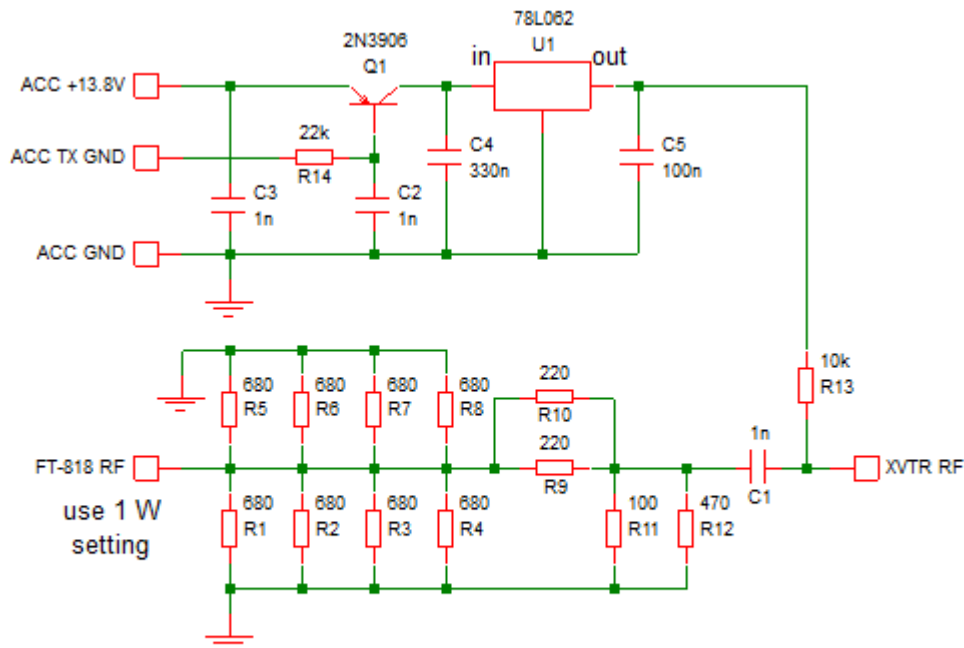 78L062
2N3906
U1
in
out
Q1
ACC +13.8V
22k
ACC TX GND
R14
C4
330n
C5
100n
C3
1n
C2
1n
ACC GND
10k
R13
680
R5
680
R6
680
R7
680
R8
220
R10
220
R9
1n
C1
FT-818 RF
XVTR RF
use 1 W
setting
680
R1
680
R2
680
R3
680
R4
100
R11
470
R12